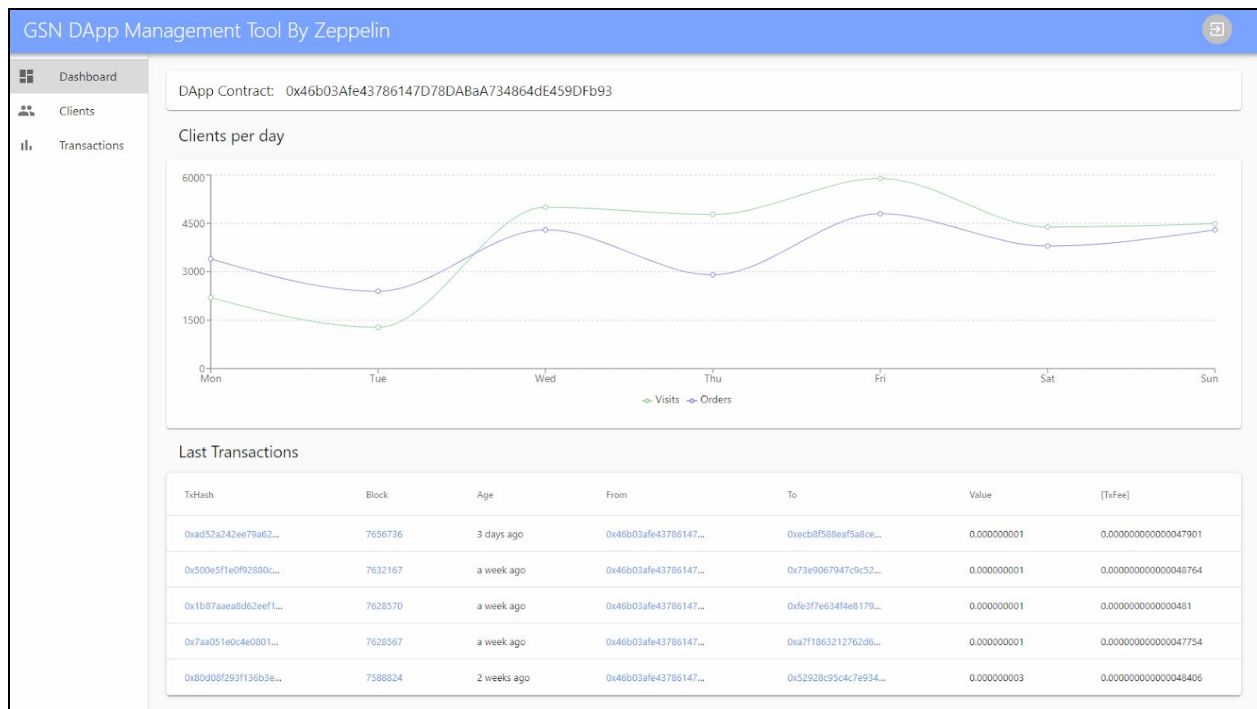 GSN DApp Management Tool By Zeppelin
Dashboard
Clients
Transactions
DApp Contract: 0x46b03Afe43786147D78DABaA734864dE459DFb93
Clients per day
6000
4500
3000
1500
0
Mon Tue Wed Thu Fri Sat Sun
Visits Orders
Last Transactions
TxHash Block Age From To Value [TxFee]
0xad52a242ee79a62... 7656736 3 days ago 0x46b03afe43786147... 0xecb8f588eaf5a8ce... 0.000000001 0.000000000000047901
0x500e5f1e0f92880c... 7632167 a week ago 0x46b03afe43786147... 0x73e9067947c9c52... 0.000000001 0.000000000000048764
0x1b87aaea8d62eef1... 7628570 a week ago 0x46b03afe43786147... 0xfe3f7e634f4e8179... 0.000000001 0.0000000000000481
0x7aa051e0c4e0801... 7628567 a week ago 0x46b03afe43786147... 0xa7f1863212762d6... 0.000000001 0.000000000000047754
0x80d08f293f136b3e... 7588824 2 weeks ago 0x46b03afe43786147... 0x52928c95c4c7e934... 0.000000003 0.000000000000048406